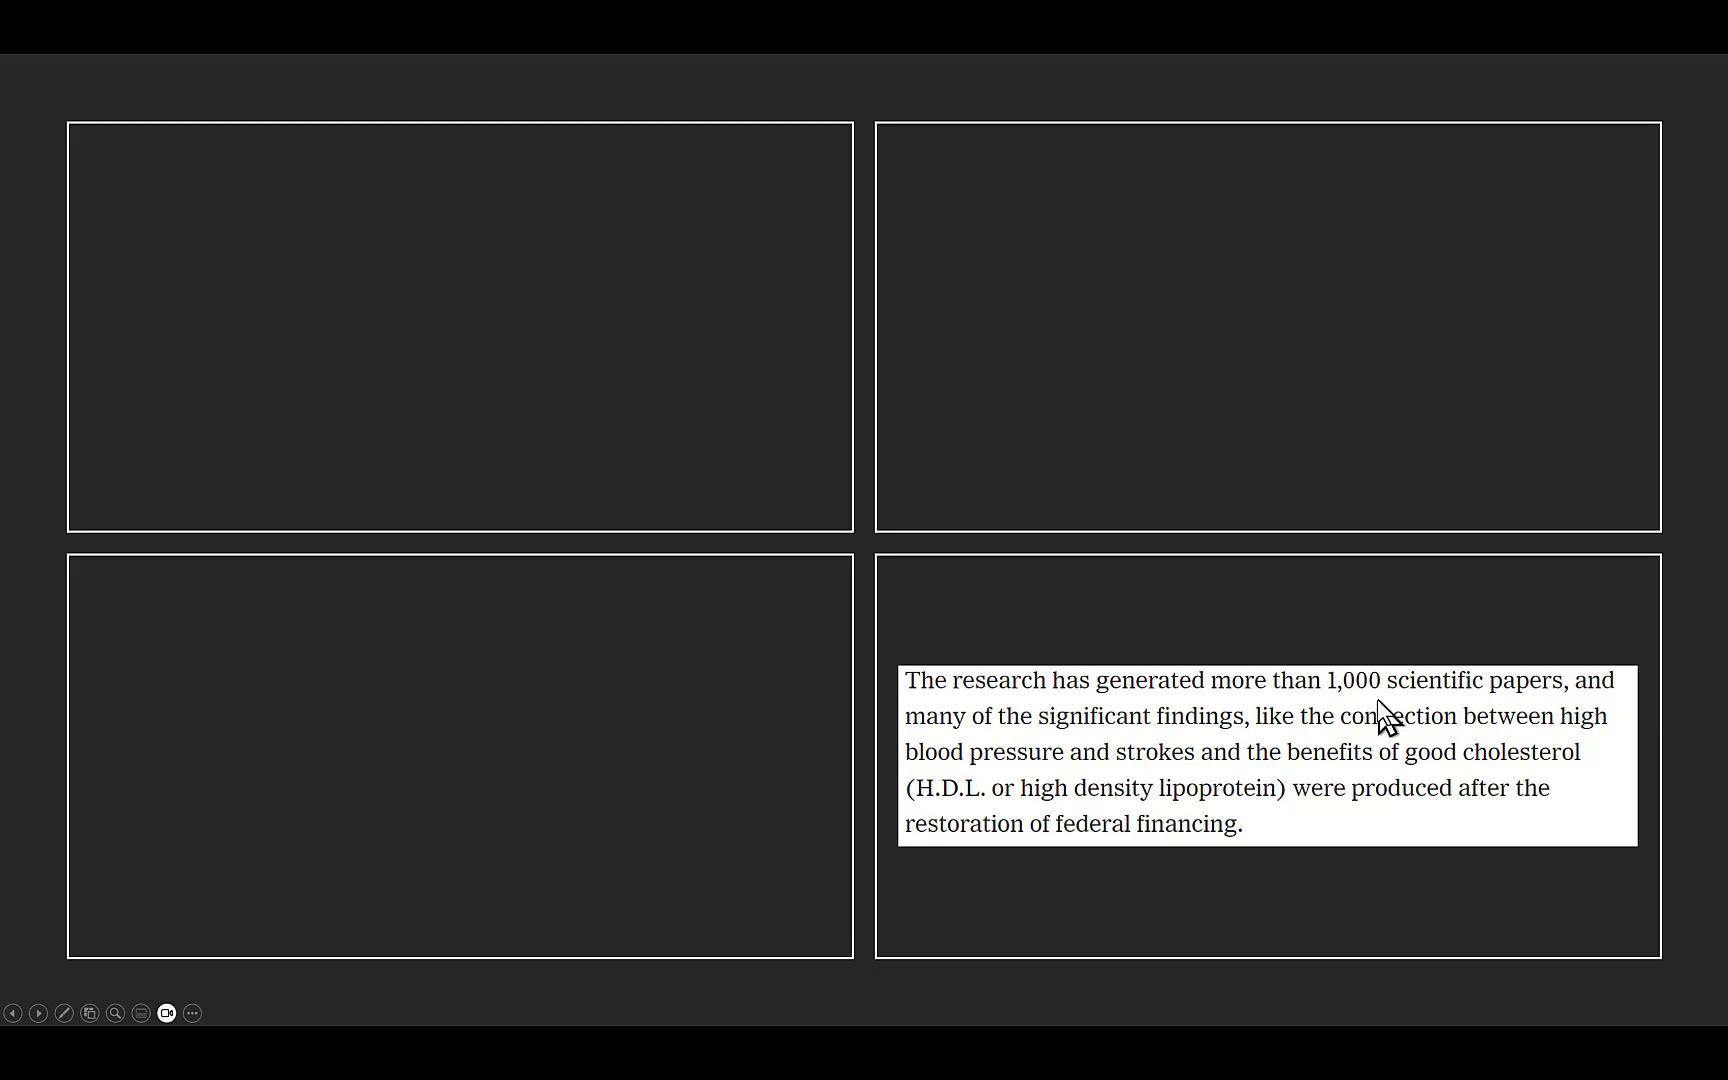 The research has generated more than 1,000 scientific papers, and
many of the significant findings, like the connection between high
blood pressure and strokes and the benefits of good cholesterol
(H.D.L. or high density lipoprotein) were produced after the
restoration of federal financing.